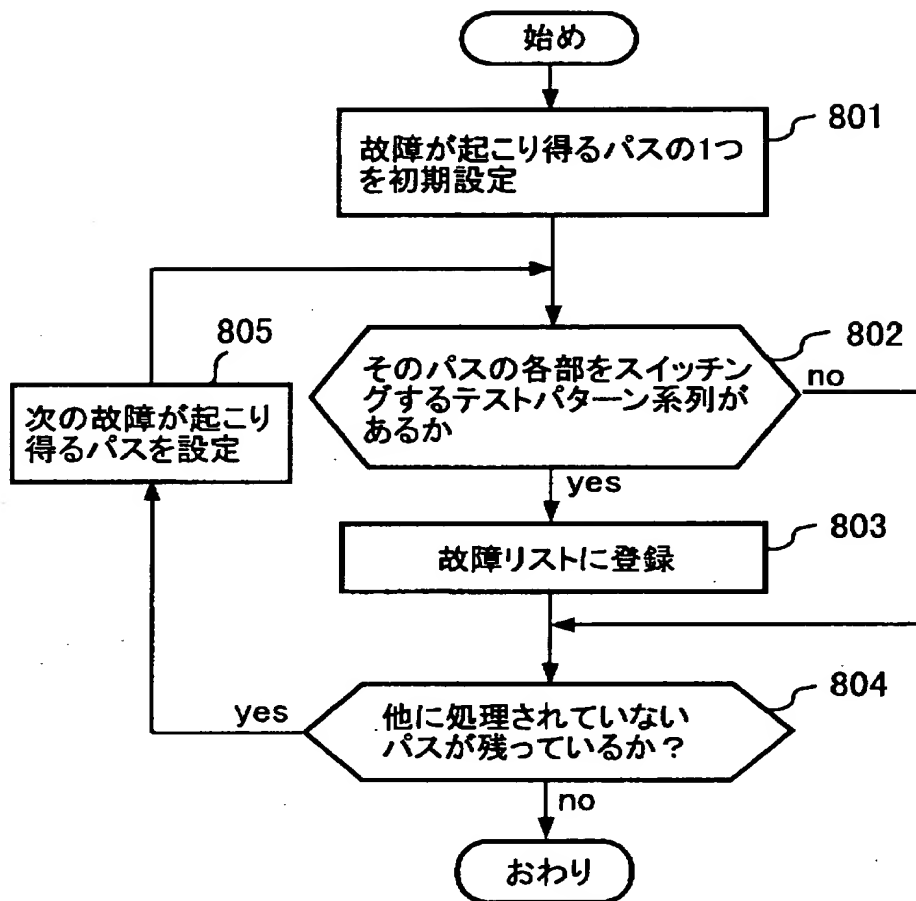 始め
801
故障が起こり得るパスの1つ
を初期設定
805
802
そのパスの各部をスイッチン
グするテストパターン系列が
あるか
no
次の故障が起こり
得るパスを設定
yes
803
故障リストに登録
804
yes
他に処理されていない
パスが残っているか?
no
おわり